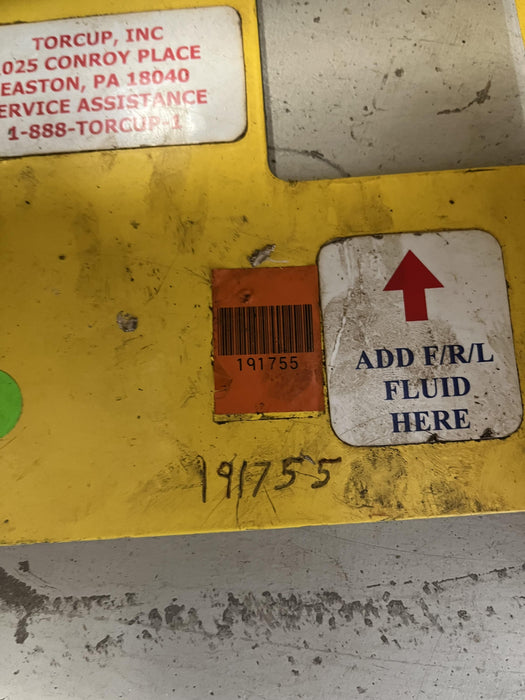 TORCUP, INC
025 CONROY PLACE
EASTON, PA 18040
ERVICE ASSISTANCE
1-888-TORCUP-1
191755
ADD F/R/L
FLUID
HERE
191755